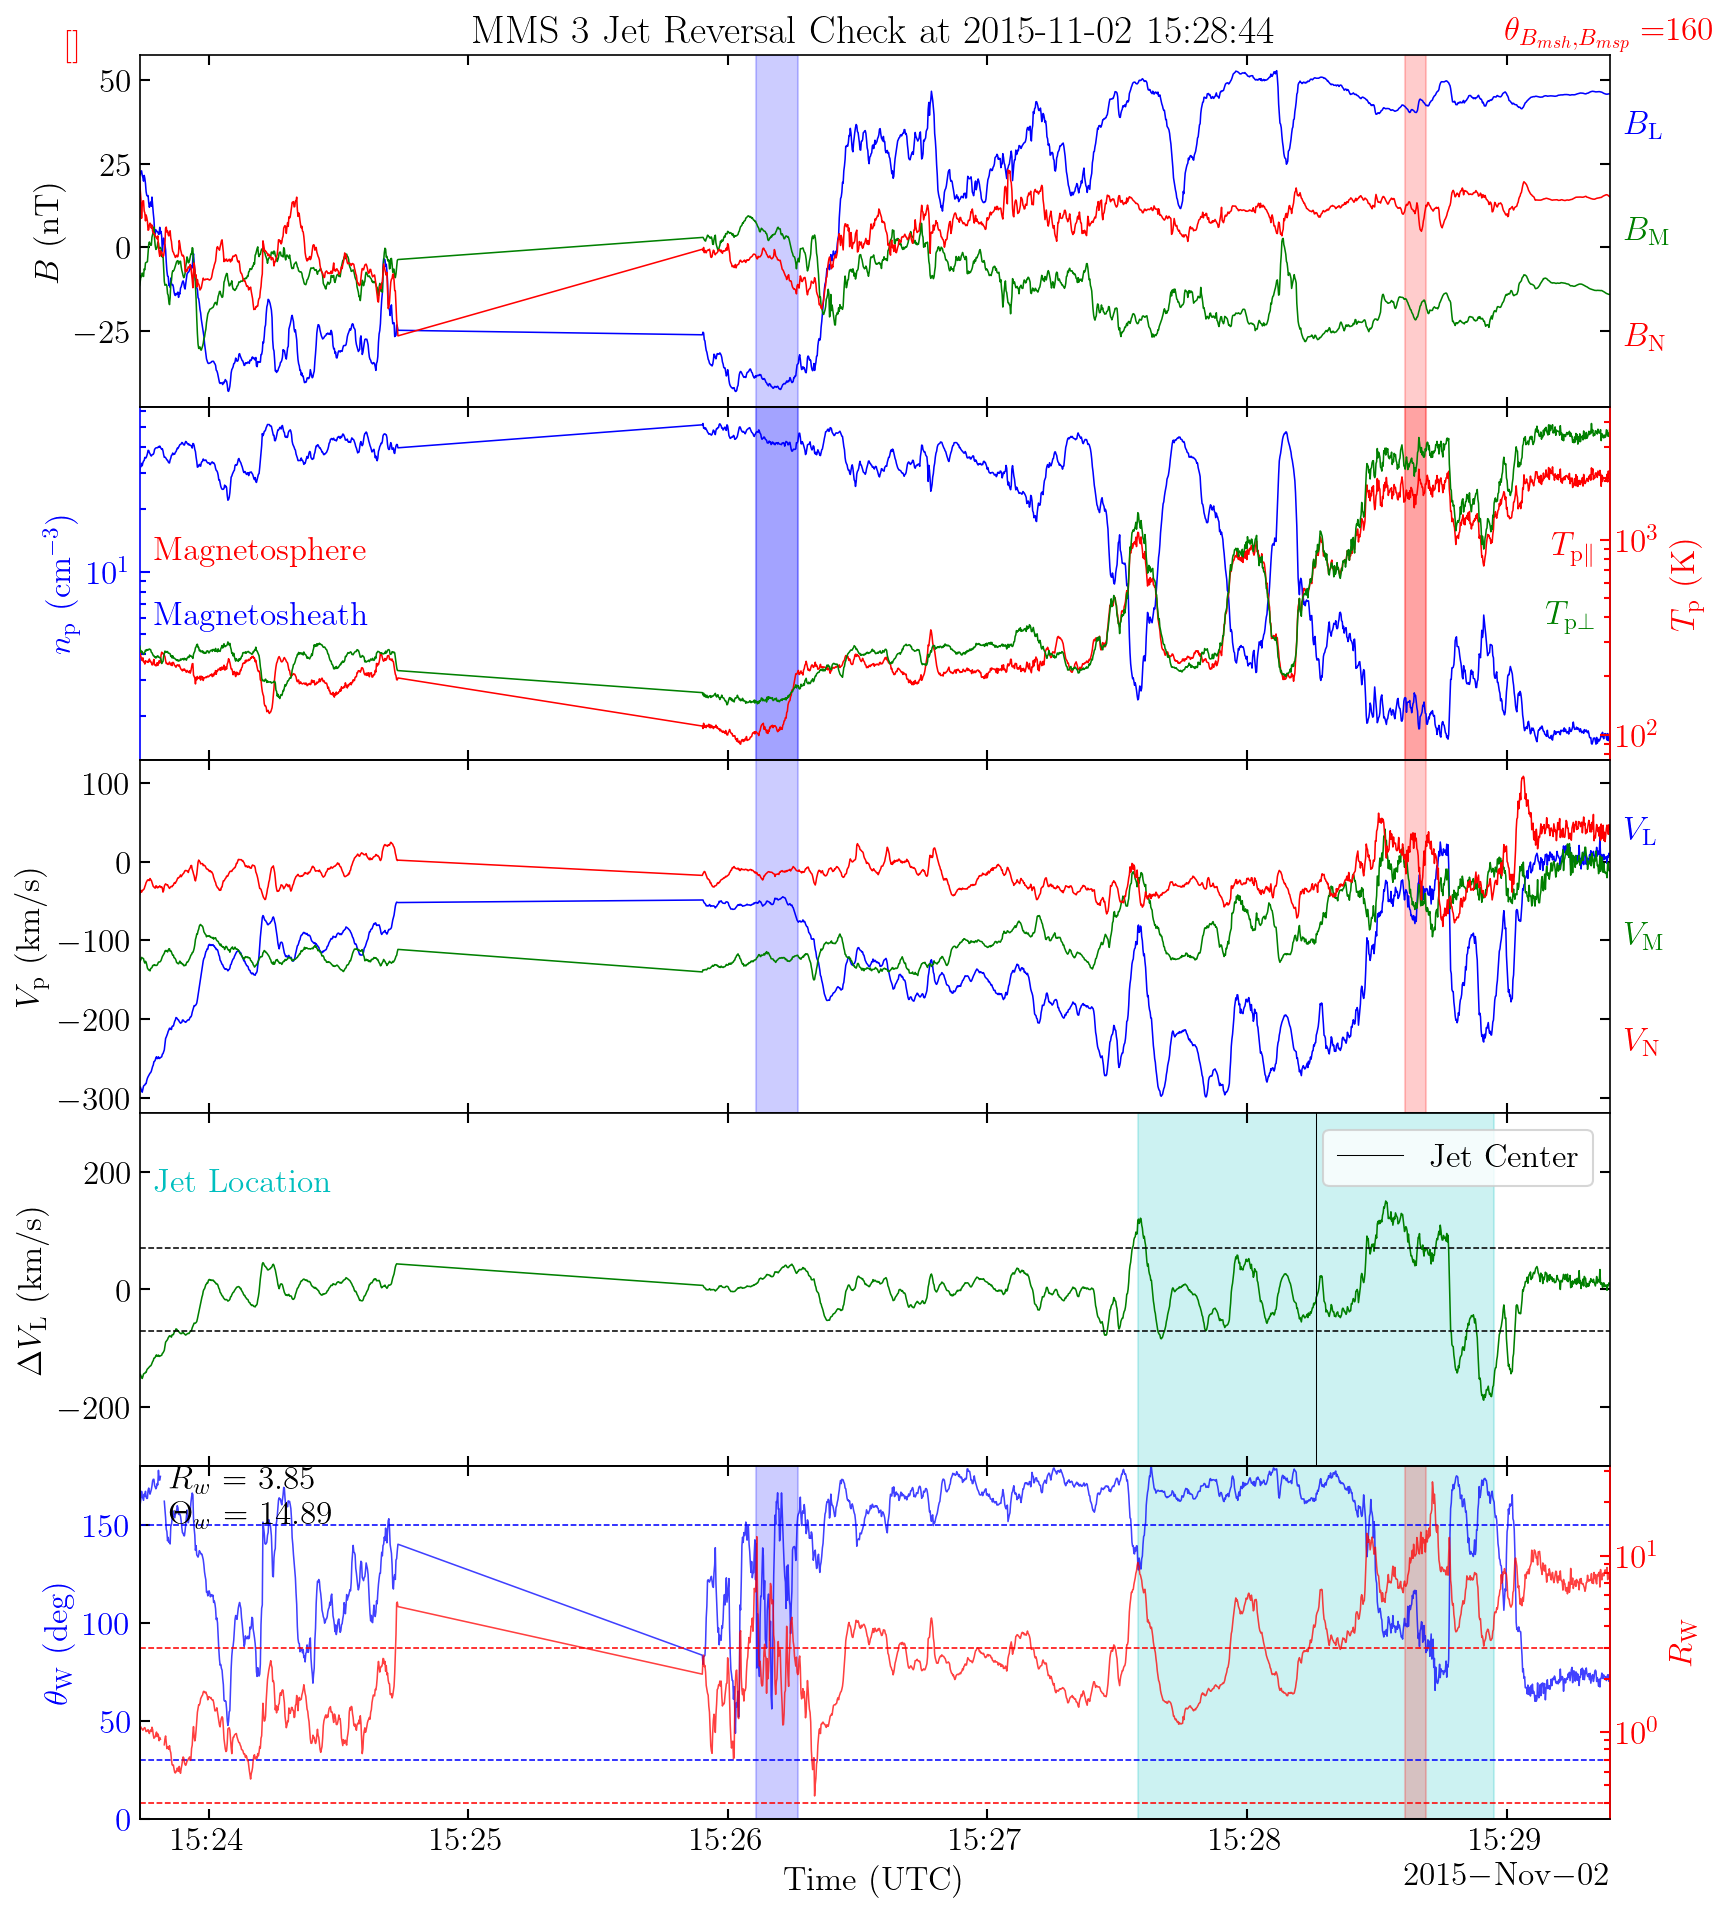 MMS 3 Jet Reversal Check at 2015-11-02 15:28:44
θ_{B_{msh},B_{msp}} =160
[]
50
25
0
−25
B (nT)
B_L
B_M
B_N
Magnetosphere
Magnetosheath
10^1
n_p (cm^{−3})
10^3
10^2
T_{p∥}
T_{p⊥}
T_p (K)
100
0
−100
−200
−300
V_p (km/s)
V_L
V_M
V_N
Jet Location
Jet Center
200
0
−200
ΔV_L (km/s)
R_w = 3.85
Θ_w = 14.89
150
100
50
0
θ_W (deg)
10^1
10^0
R_W
15:24 15:25 15:26 15:27 15:28 15:29
2015−Nov−02
Time (UTC)